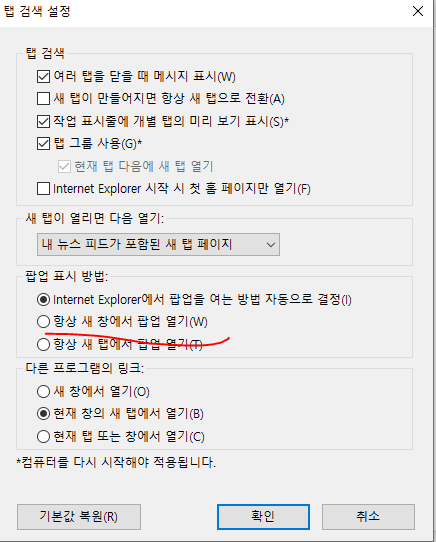 탭 검색 설정
탭 검색
여러 탭을 닫을 때 메시지 표시(W)
새 탭이 만들어지면 항상 새 탭으로 전환(A)
작업 표시줄에 개별 탭의 미리 보기 표시(S)*
탭 그룹 사용(G)*
현재 탭 다음에 새 탭 열기
Internet Explorer 시작 시 첫 홈 페이지만 열기(F)
새 탭이 열리면 다음 열기:
내 뉴스 피드가 포함된 새 탭 페이지
팝업 표시 방법:
Internet Explorer에서 팝업을 여는 방법 자동으로 결정(I)
항상 새 창에서 팝업 열기(W)
항상 새 탭에서 팝업 열기(T)
다른 프로그램의 링크:
새 창에서 열기(O)
현재 창의 새 탭에서 열기(B)
현재 탭 또는 창에서 열기(C)
*컴퓨터를 다시 시작해야 적용됩니다.
기본값 복원(R)
확인
취소